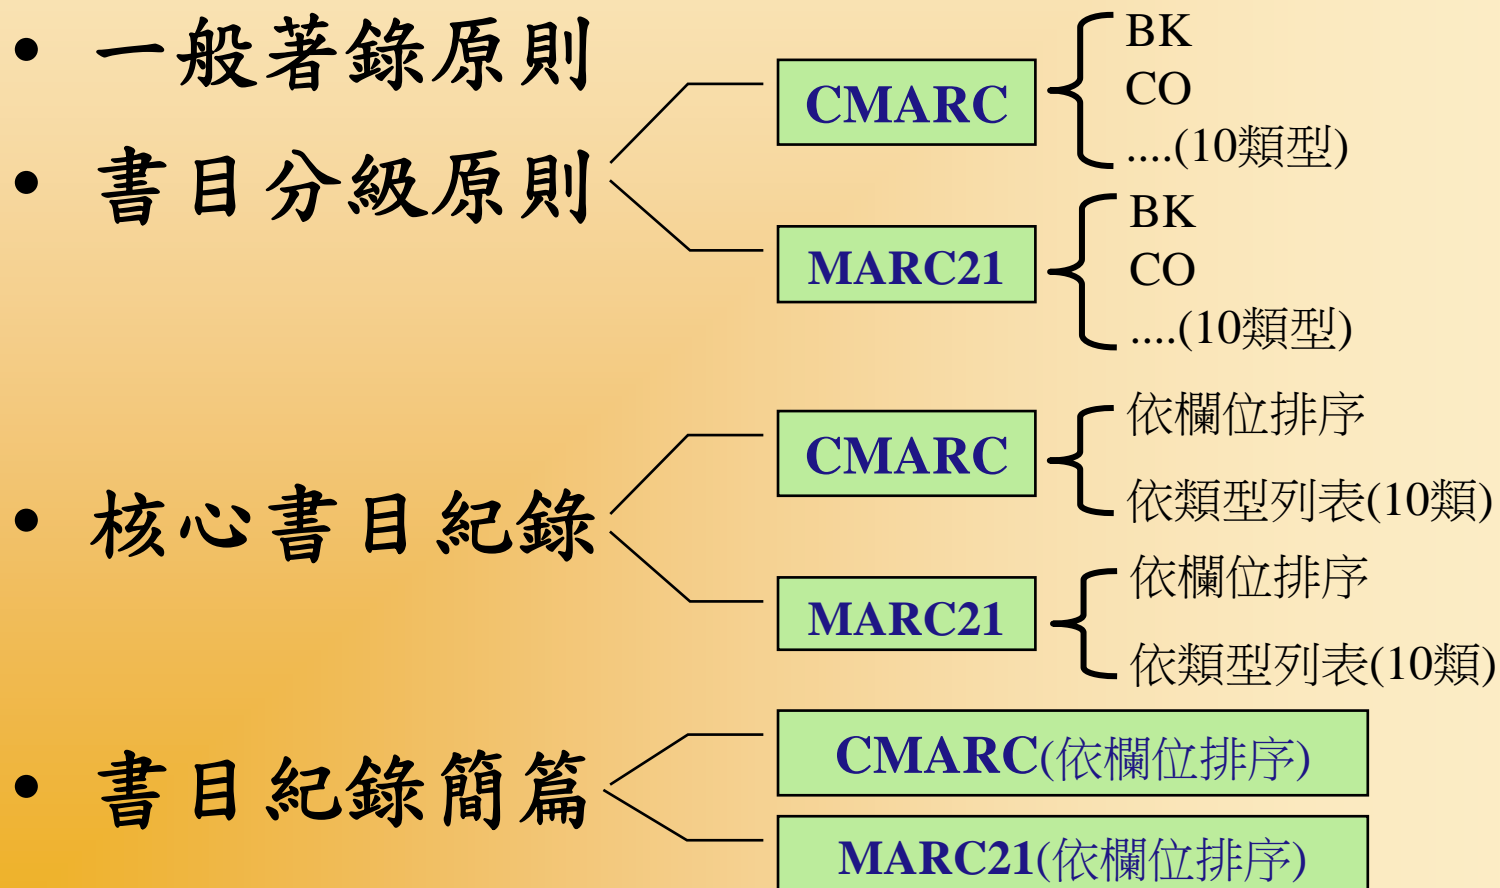 • 一般著錄原則
• 書目分級原則
CMARC
BK
CO
....(10類型)
MARC21
BK
CO
....(10類型)
• 核心書目紀錄
CMARC
依欄位排序
依類型列表(10類)
MARC21
依欄位排序
依類型列表(10類)
• 書目紀錄簡篇
CMARC(依欄位排序)
MARC21(依欄位排序)